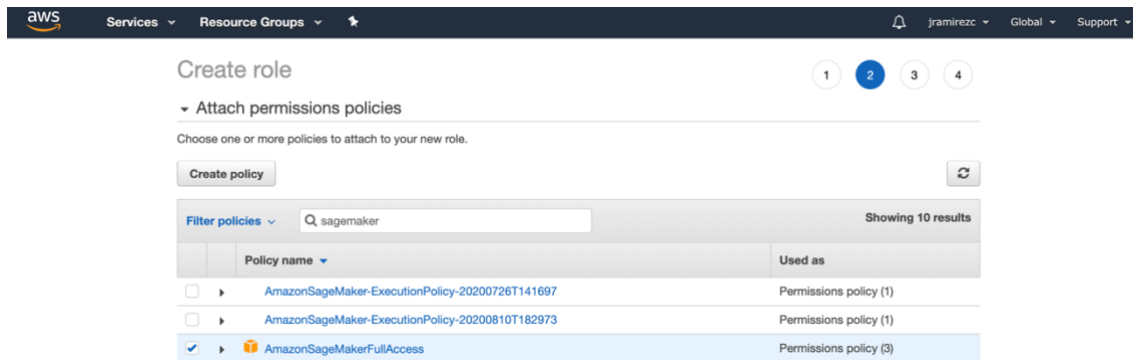 aws Services Resource Groups jramirezc Global Support
Create role 1 2 3 4
Attach permissions policies
Choose one or more policies to attach to your new role.
Create policy
Filter policies sagemaker Showing 10 results
Policy name Used as
AmazonSageMaker-ExecutionPolicy-20200726T141697 Permissions policy (1)
AmazonSageMaker-ExecutionPolicy-20200810T182973 Permissions policy (1)
AmazonSageMakerFullAccess Permissions policy (3)